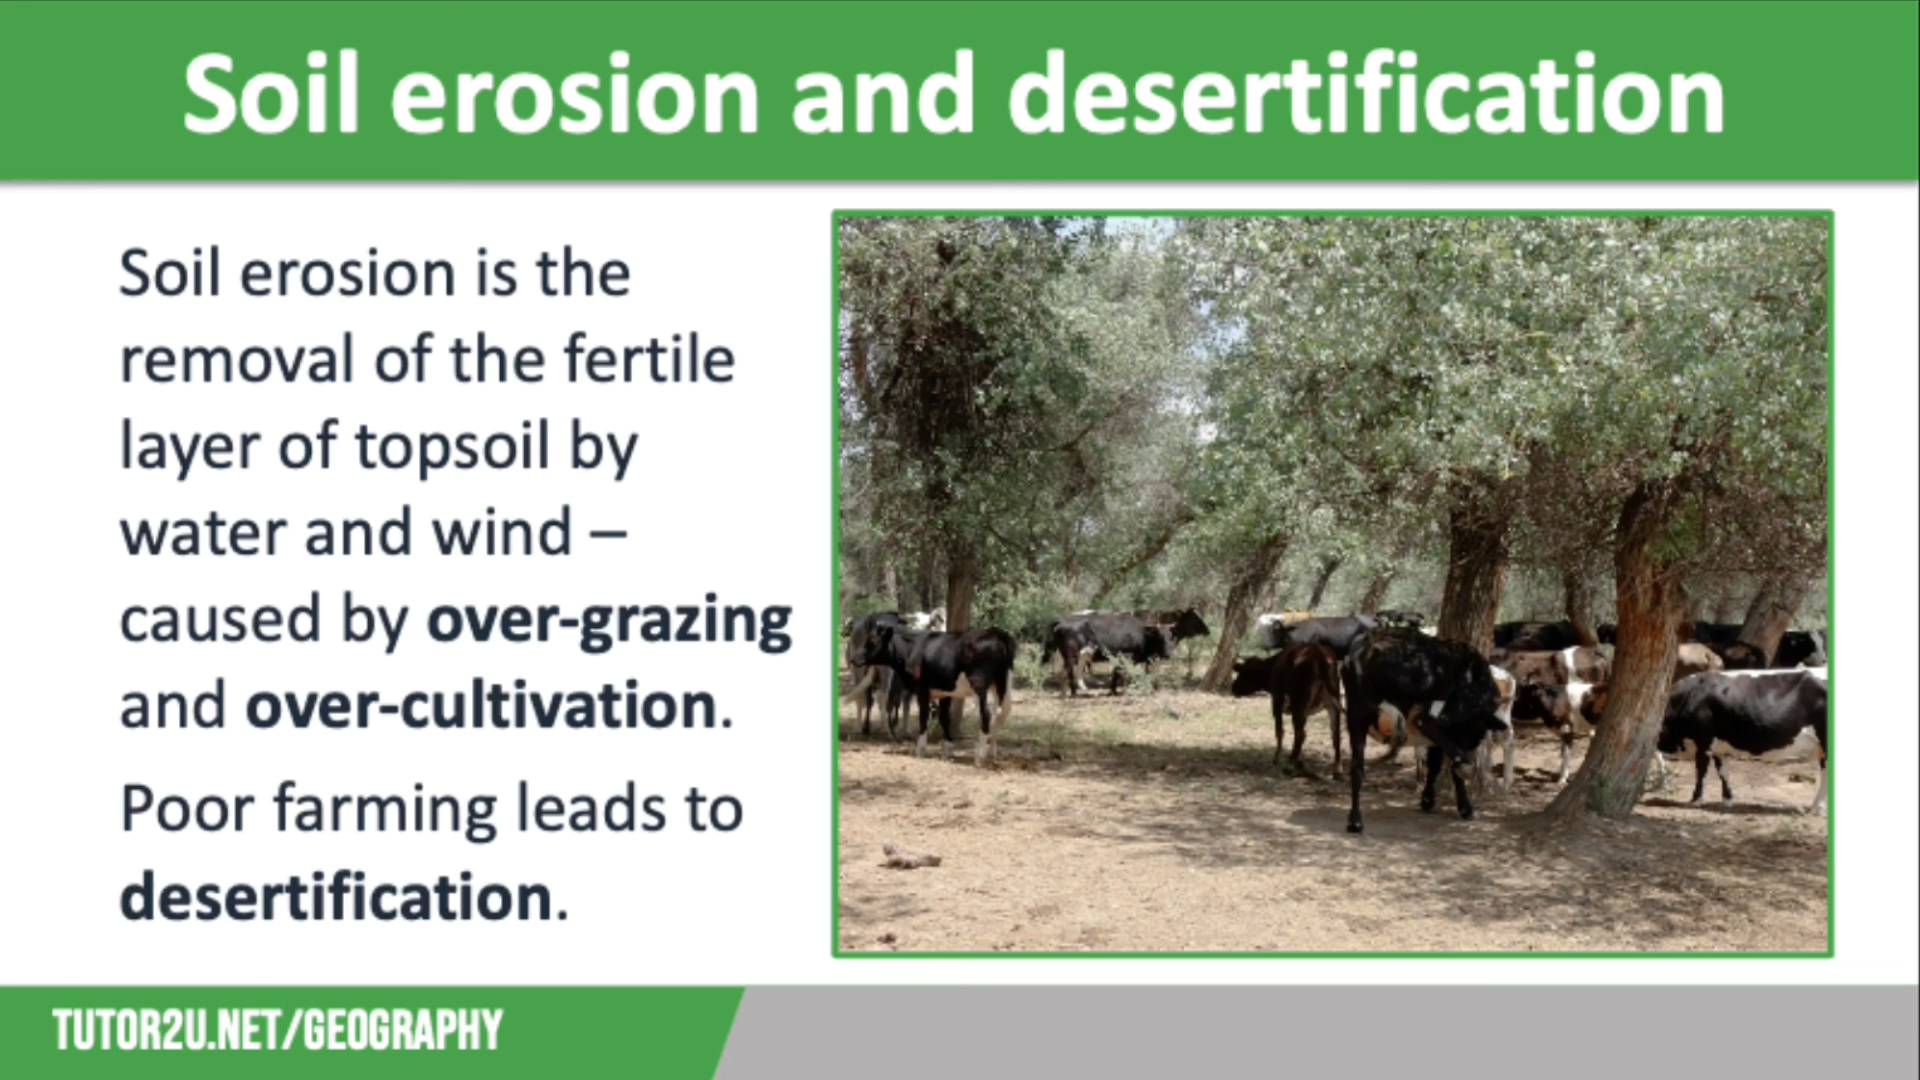 Soil erosion and desertification
Soil erosion is the
removal of the fertile
layer of topsoil by
water and wind –
caused by over-grazing
and over-cultivation.
Poor farming leads to
desertification.
TUTOR2U.NET/GEOGRAPHY